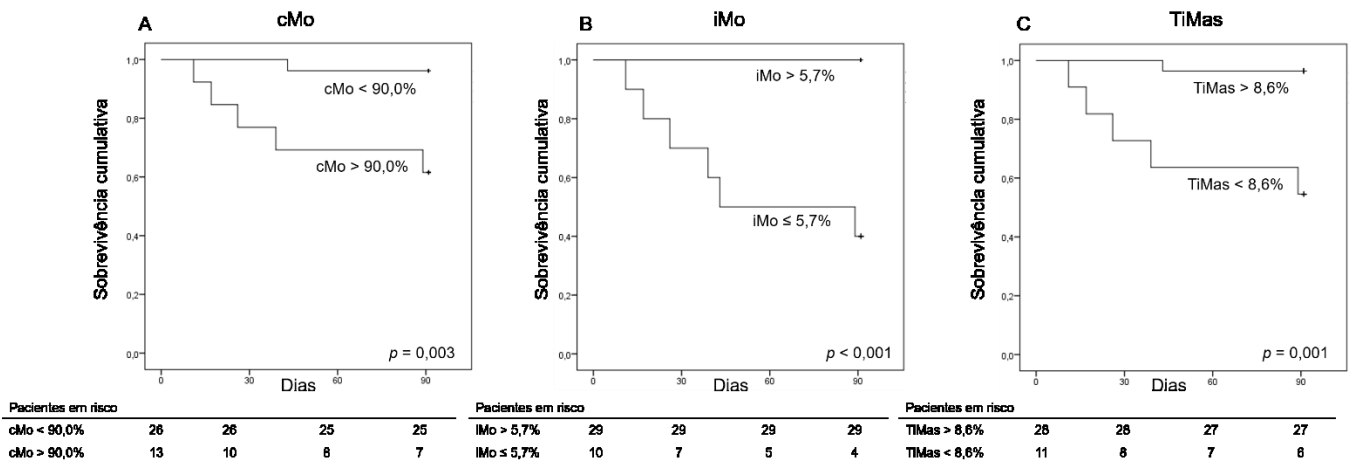 A
cMo
Sobrevivência cumulativa
1,0
0,8
0,6
0,4
0,2
0,0
cMo < 90,0%
cMo > 90,0%
p = 0,003
0 30 60 90
Dias
Pacientes em risco
cMo < 90,0% 26 26 25 25
cMo > 90,0% 13 10 7
B
iMo
Sobrevivência cumulativa
1,0
0,8
0,6
0,4
0,2
0,0
iMo > 5,7%
iMo ≤ 5,7%
p < 0,001
0 30 60 90
Dias
Pacientes em risco
iMo > 5,7% 29 29 29 29
iMo ≤ 5,7% 10 7 5 4
C
TiMas
Sobrevivência cumulativa
1,0
0,8
0,6
0,4
0,2
0,0
TiMas > 8,6%
TiMas < 8,6%
p = 0,001
0 30 60 90
Dias
Pacientes em risco
TiMas > 8,6% 28 28 27 27
TiMas < 8,6% 11 8 7 6